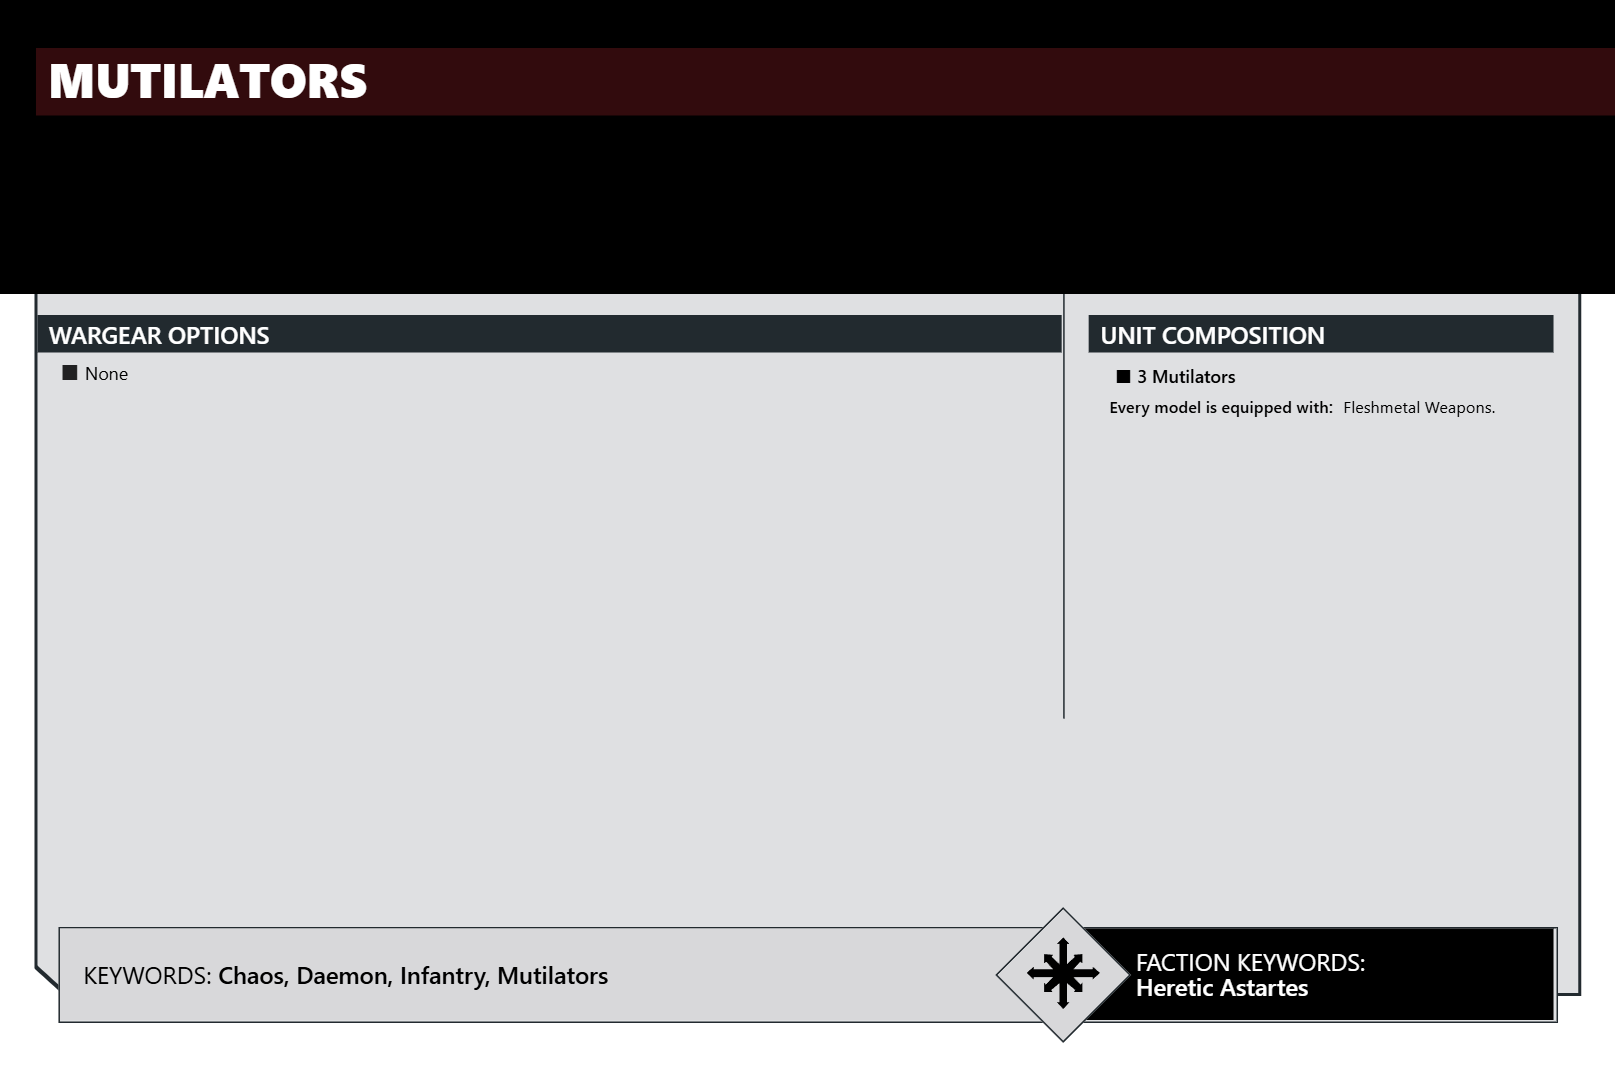 MUTILATORS
WARGEAR OPTIONS
None
UNIT COMPOSITION
3 Mutilators
Every model is equipped with: Fleshmetal Weapons.
KEYWORDS: Chaos, Daemon, Infantry, Mutilators
FACTION KEYWORDS:
Heretic Astartes